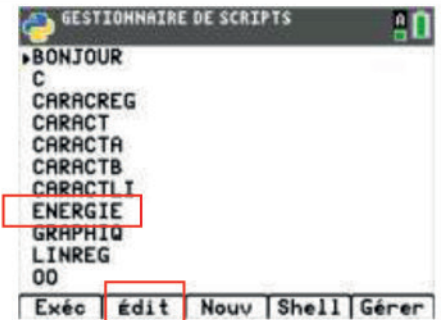 GESTIONNAIRE DE SCRIPTS A
▸BONJOUR
C
CARACREG
CARACT
CARACTA
CARACTB
CARACTLI
ENERGIE
GRAPHIQ
LINREG
OO
Exéc édit Nouv Shell Gérer